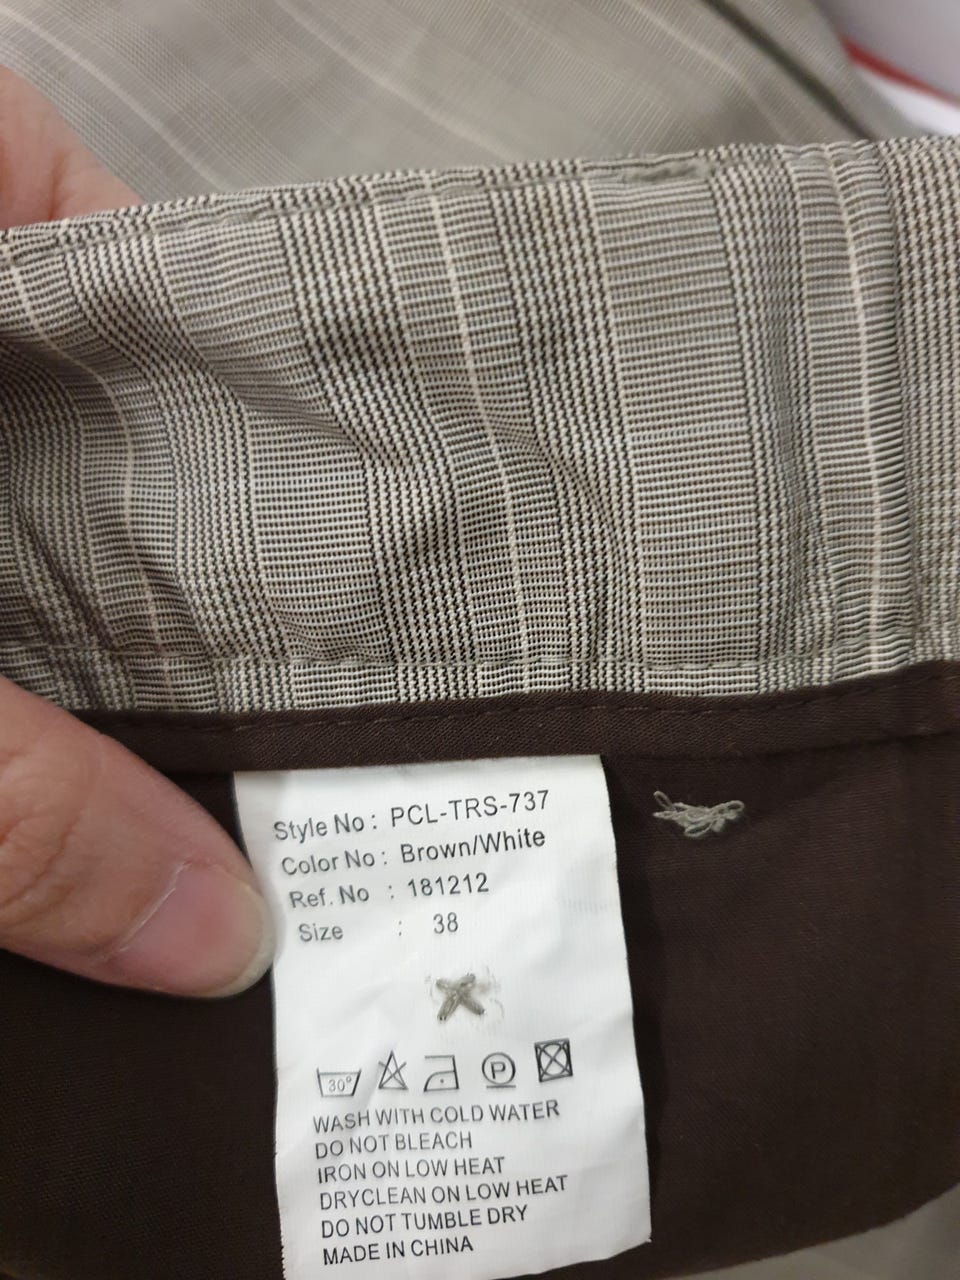 Style No : PCL-TRS-737
Color No : Brown/White
Ref. No : 181212
Size : 38
30° P
WASH WITH COLD WATER
DO NOT BLEACH
IRON ON LOW HEAT
DRYCLEAN ON LOW HEAT
DO NOT TUMBLE DRY
MADE IN CHINA